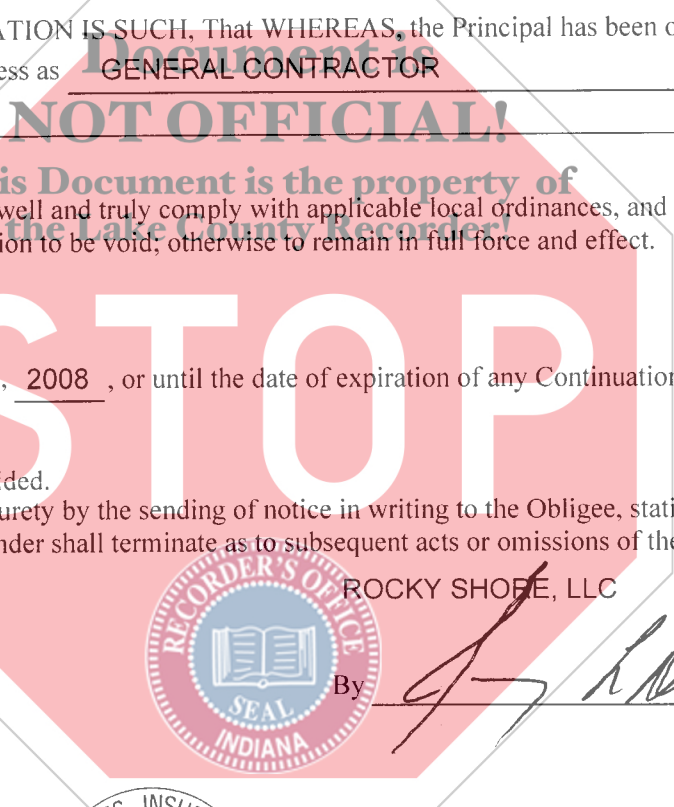 ATION IS SUCH, That WHEREAS, the Principal has been
Document is
ess as GENERAL CONTRACTOR
NOT OFFICIAL!
is Document is the property of
well and truly comply with applicable local ordinances, and
the Lake County Recorder!
ion to be void; otherwise to remain in full force and effect.
STOP
, 2008 , or until the date of expiration of any Continuation
ided.
urety by the sending of notice in writing to the Obligee, stati
nder shall terminate as to subsequent acts or omissions of the
RECORDER'S OFFICE
ROCKY SHORE, LLC
By
SEAL
INDIANA